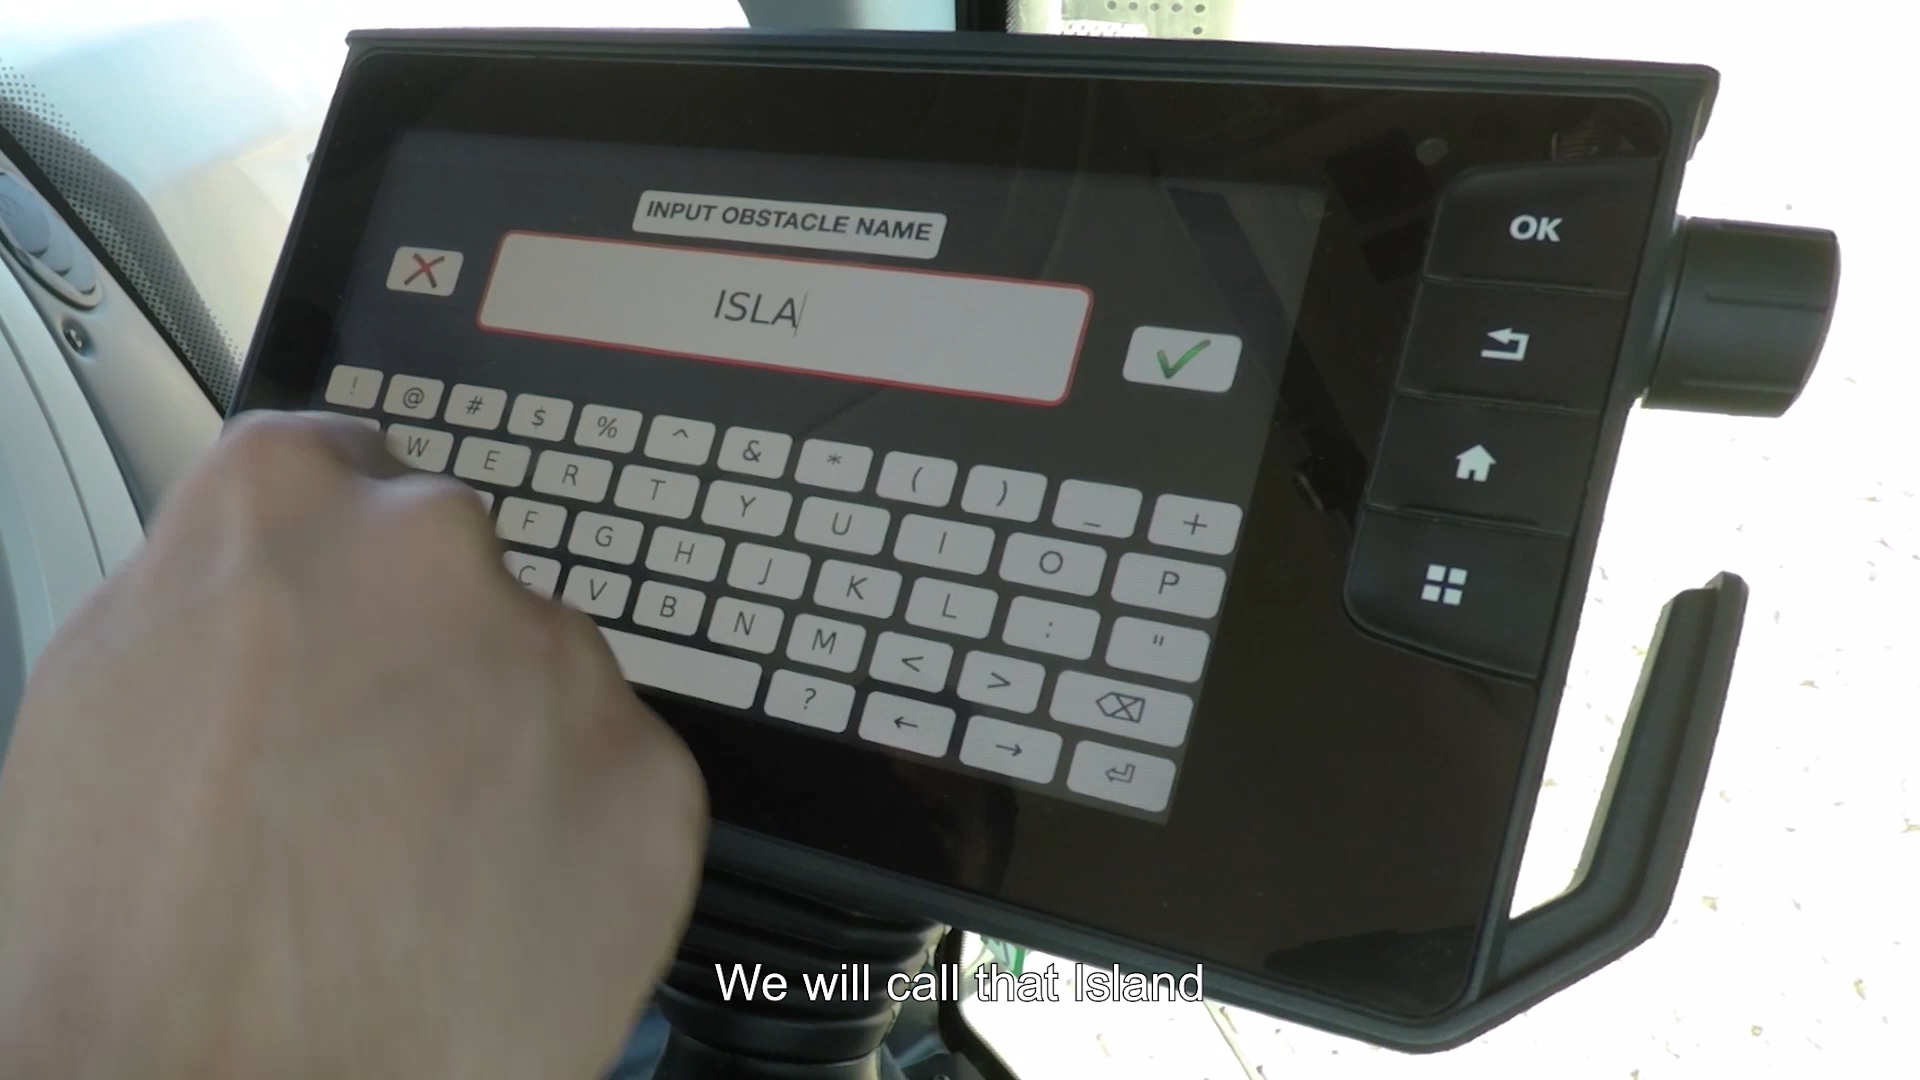 INPUT OBSTACLE NAME
ISLA
OK
! @ # $ % ^ & * ( ) _ +
W E R T Y U I O P
F G H J K L : "
C V B N M < >
? ← →
We will call that Island